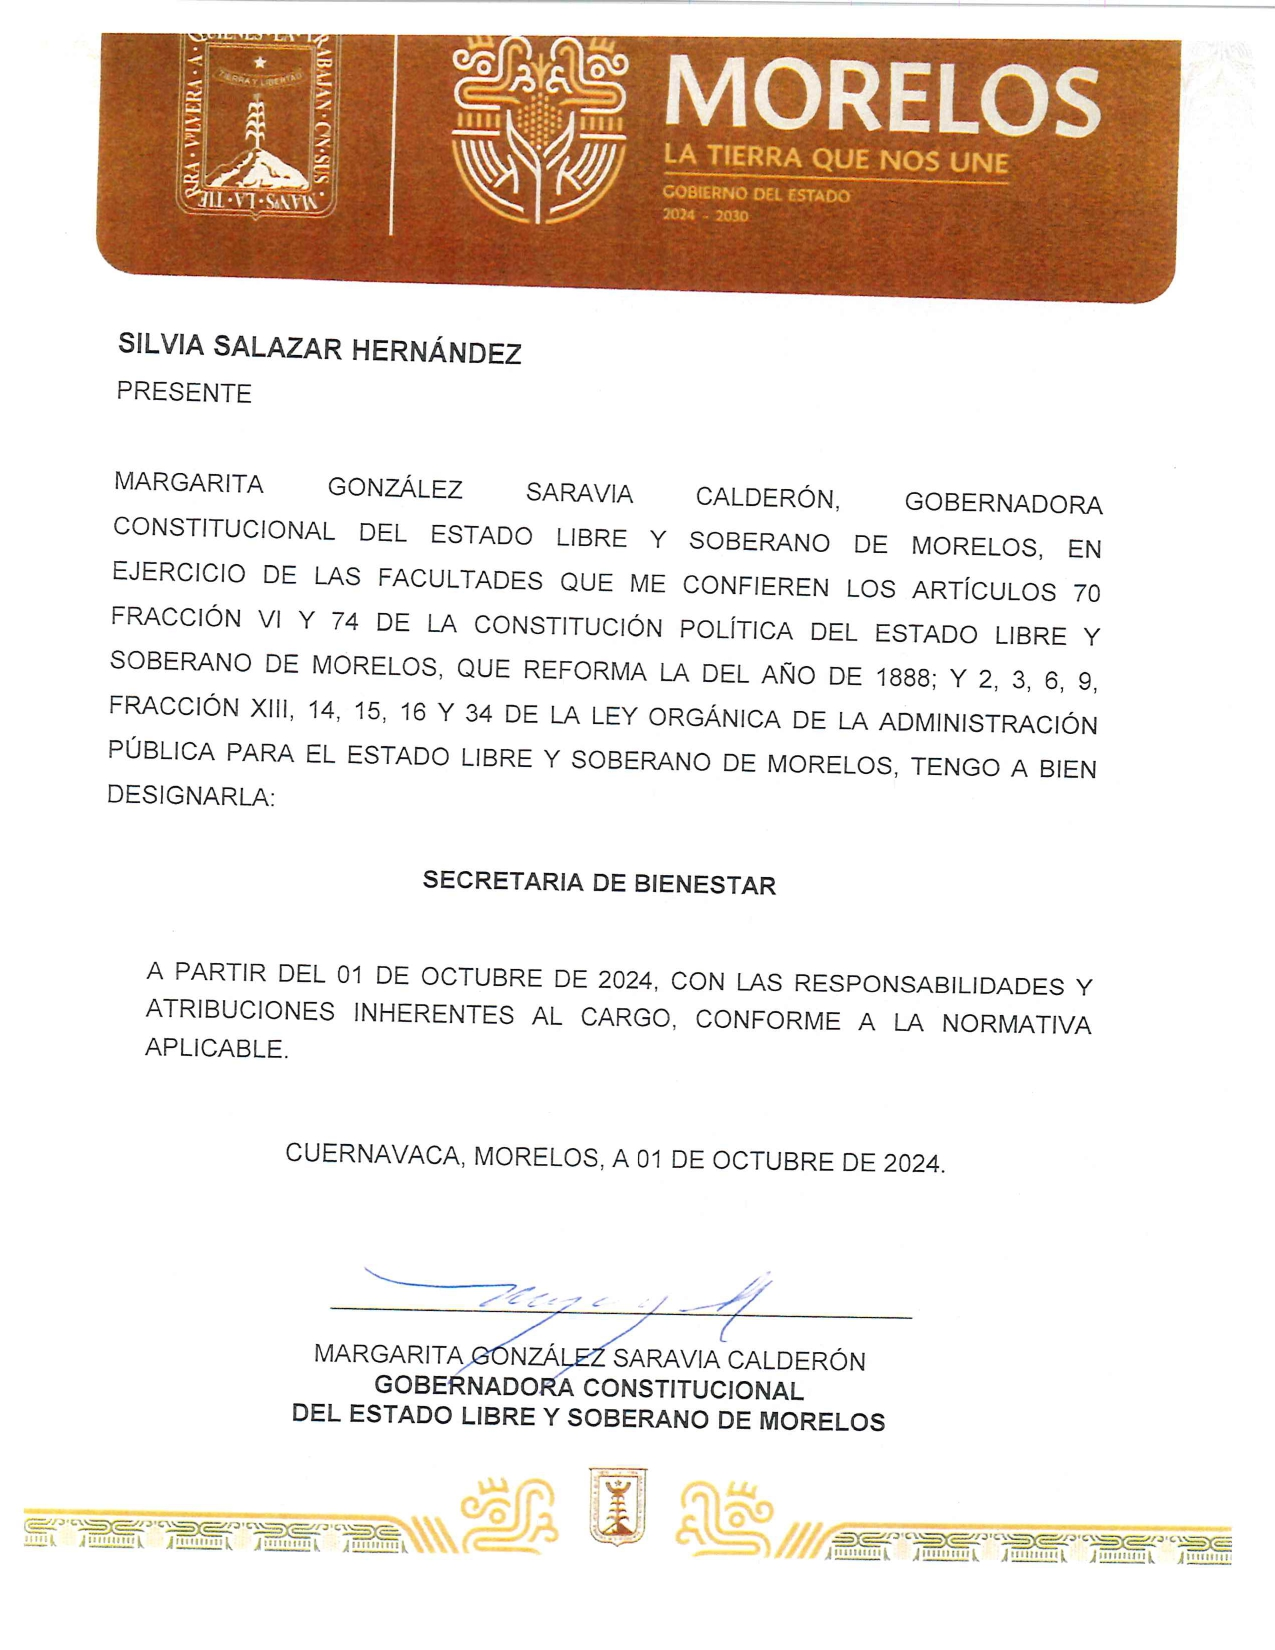 TIERRA Y LIBERTAD
MORELOS
LA TIERRA QUE NOS UNE
GOBIERNO DEL ESTADO
2024 - 2030
SILVIA SALAZAR HERNÁNDEZ
PRESENTE
MARGARITA GONZÁLEZ SARAVIA CALDERÓN, GOBERNADORA
CONSTITUCIONAL DEL ESTADO LIBRE Y SOBERANO DE MORELOS, EN
EJERCICIO DE LAS FACULTADES QUE ME CONFIEREN LOS ARTÍCULOS 70
FRACCIÓN VI Y 74 DE LA CONSTITUCIÓN POLÍTICA DEL ESTADO LIBRE Y
SOBERANO DE MORELOS, QUE REFORMA LA DEL AÑO DE 1888; Y 2, 3, 6, 9,
FRACCIÓN XIII, 14, 15, 16 Y 34 DE LA LEY ORGÁNICA DE LA ADMINISTRACIÓN
PÚBLICA PARA EL ESTADO LIBRE Y SOBERANO DE MORELOS, TENGO A BIEN
DESIGNARLA:
SECRETARIA DE BIENESTAR
A PARTIR DEL 01 DE OCTUBRE DE 2024, CON LAS RESPONSABILIDADES Y
ATRIBUCIONES INHERENTES AL CARGO, CONFORME A LA NORMATIVA
APLICABLE.
CUERNAVACA, MORELOS, A 01 DE OCTUBRE DE 2024.
MARGARITA GONZÁLEZ SARAVIA CALDERÓN
GOBERNADORA CONSTITUCIONAL
DEL ESTADO LIBRE Y SOBERANO DE MORELOS